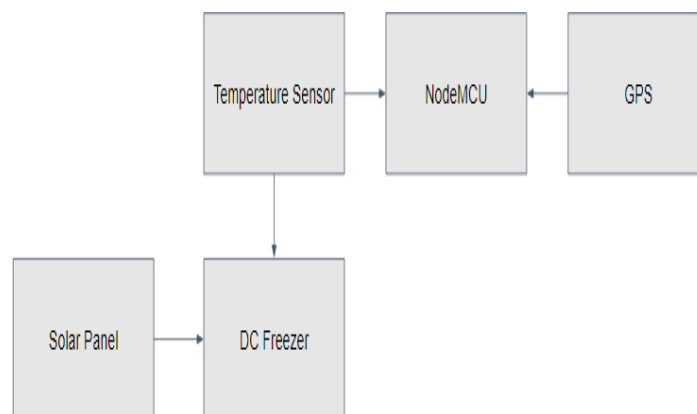 Temperature Sensor
NodeMCU
GPS
Solar Panel
DC Freezer